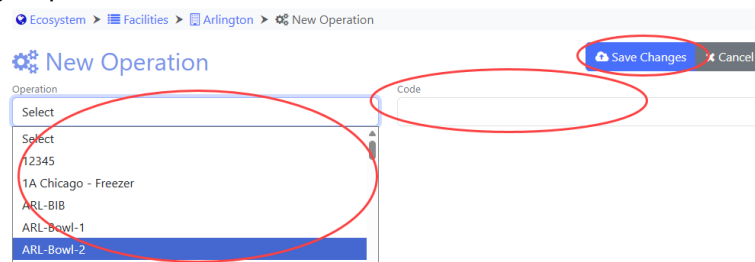 Ecosystem > Facilities > Arlington > New Operation
New Operation
Save Changes
Cancel
Operation
Code
Select
Select
12345
1A Chicago - Freezer
ARL-BIB
ARL-Bowl-1
ARL-Bowl-2